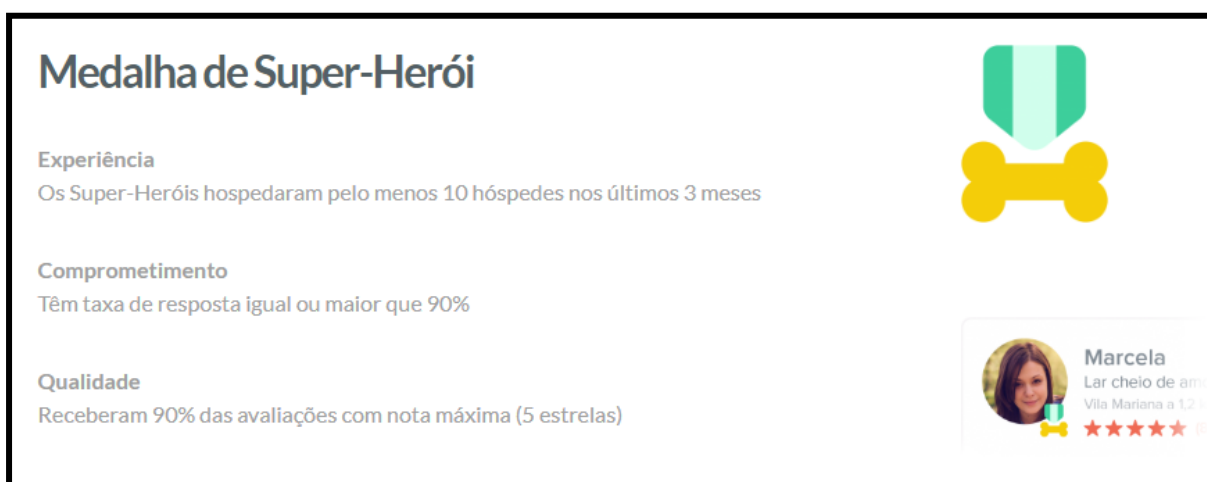 Medalha de Super-Herói
Experiência
Os Super-Heróis hospedaram pelo menos 10 hóspedes nos últimos 3 meses
Comprometimento
Têm taxa de resposta igual ou maior que 90%
Qualidade
Receberam 90% das avaliações com nota máxima (5 estrelas)
Marcela
Lar cheio de am
Vila Mariana a 1,2